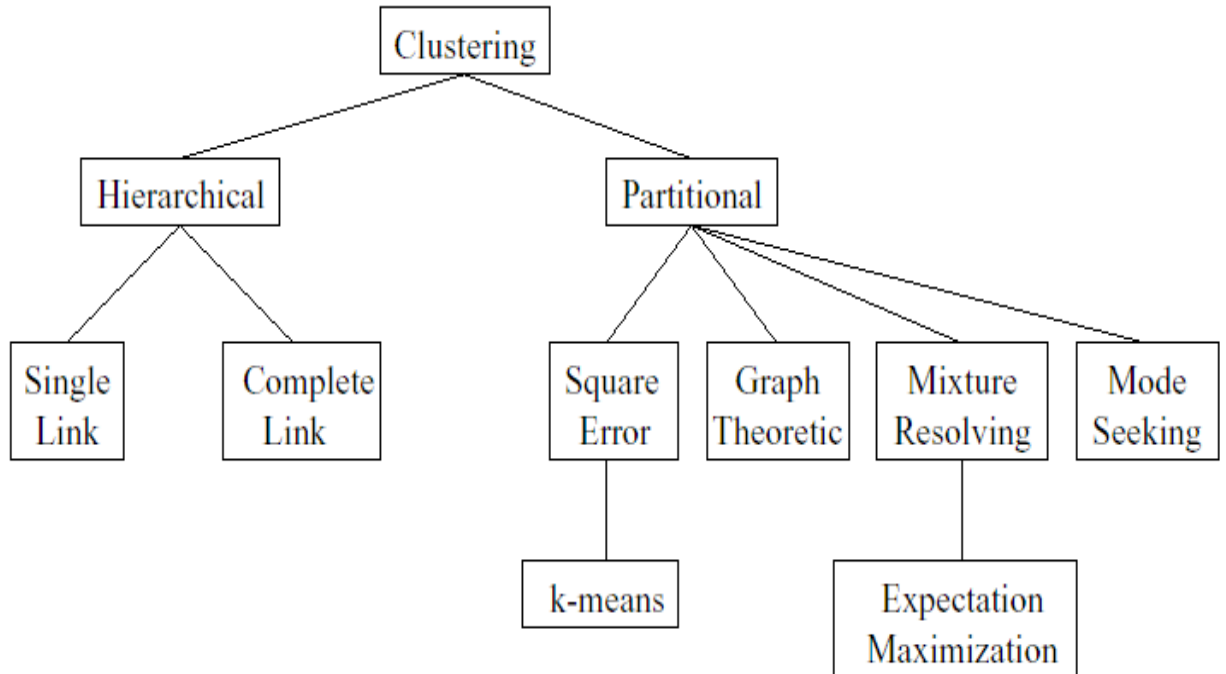 Clustering
Hierarchical
Partitional
Single
Link
Complete
Link
Square
Error
Graph
Theoretic
Mixture
Resolving
Mode
Seeking
k-means
Expectation
Maximization